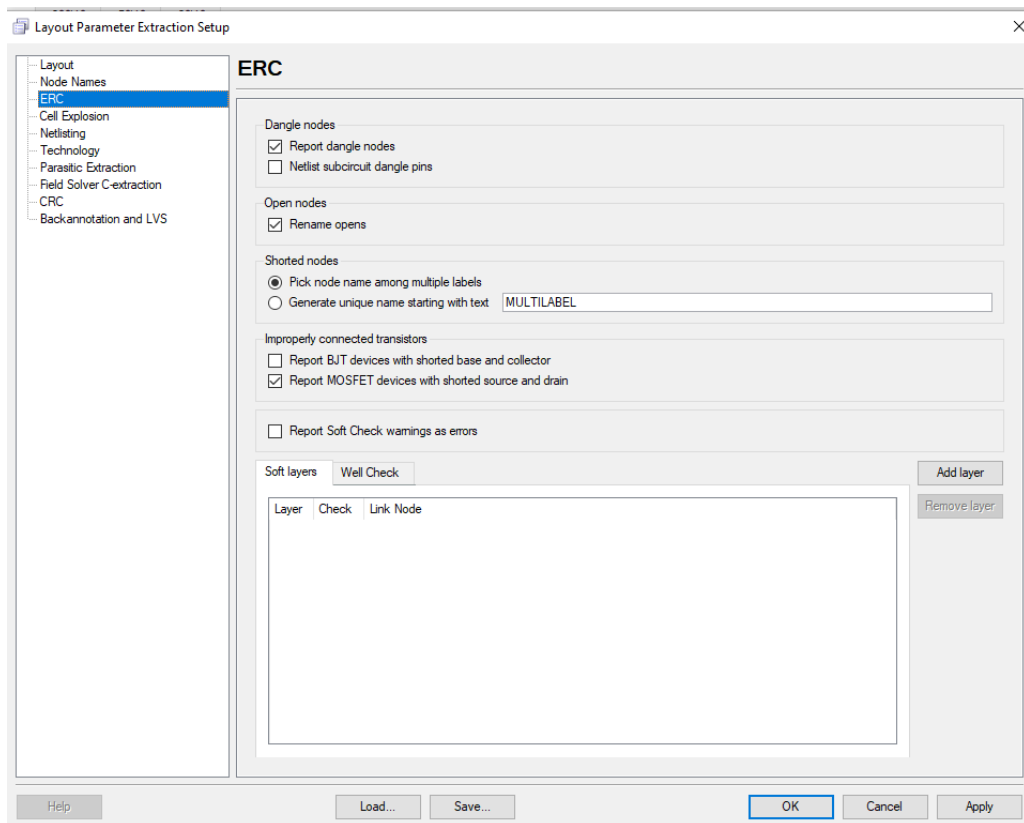 Layout Parameter Extraction Setup
Layout
Node Names
ERC
Cell Explosion
Netlisting
Technology
Parasitic Extraction
Field Solver C-extraction
CRC
Backannotation and LVS
ERC
Dangle nodes
Report dangle nodes
Netlist subcircuit dangle pins
Open nodes
Rename opens
Shorted nodes
Pick node name among multiple labels
Generate unique name starting with text MULTILABEL
Improperly connected transistors
Report BJT devices with shorted base and collector
Report MOSFET devices with shorted source and drain
Report Soft Check warnings as errors
Soft layers Well Check
Layer Check Link Node
Add layer
Remove layer
Help Load... Save... OK Cancel Apply